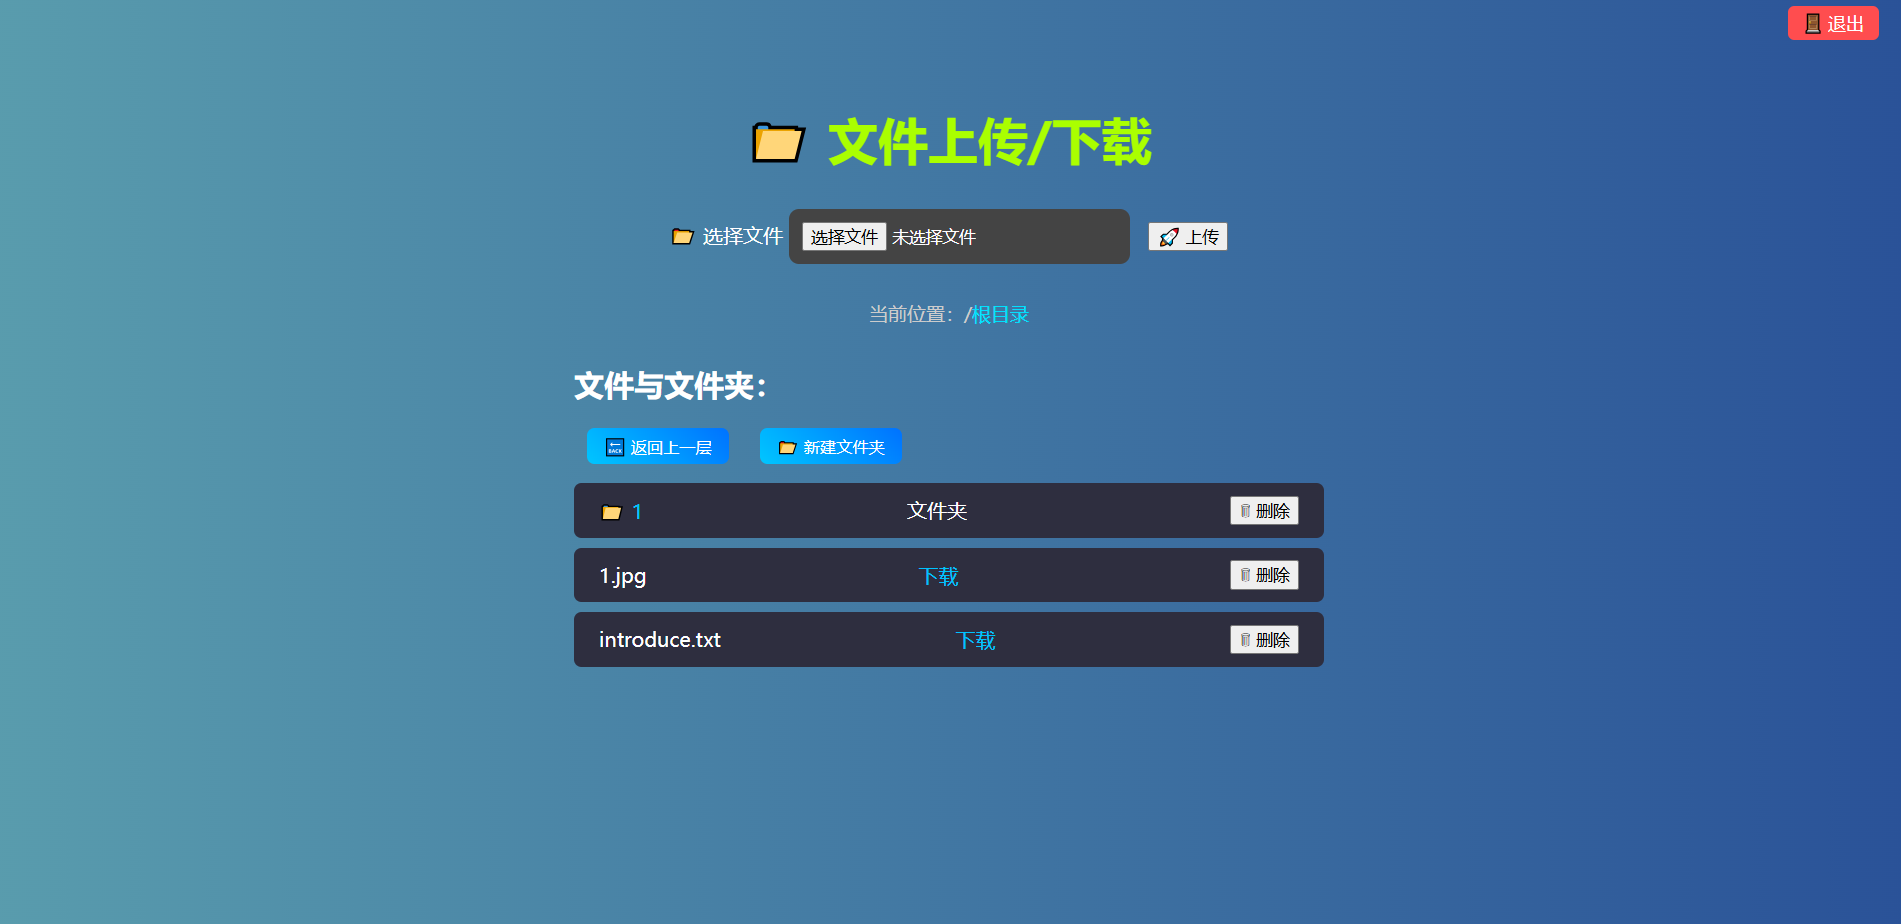 退出
文件上传/下载
选择文件 选择文件 未选择文件 上传
当前位置：/根目录
文件与文件夹：
BACK 返回上一层 新建文件夹
1 文件夹 删除
1.jpg 下载 删除
introduce.txt 下载 删除